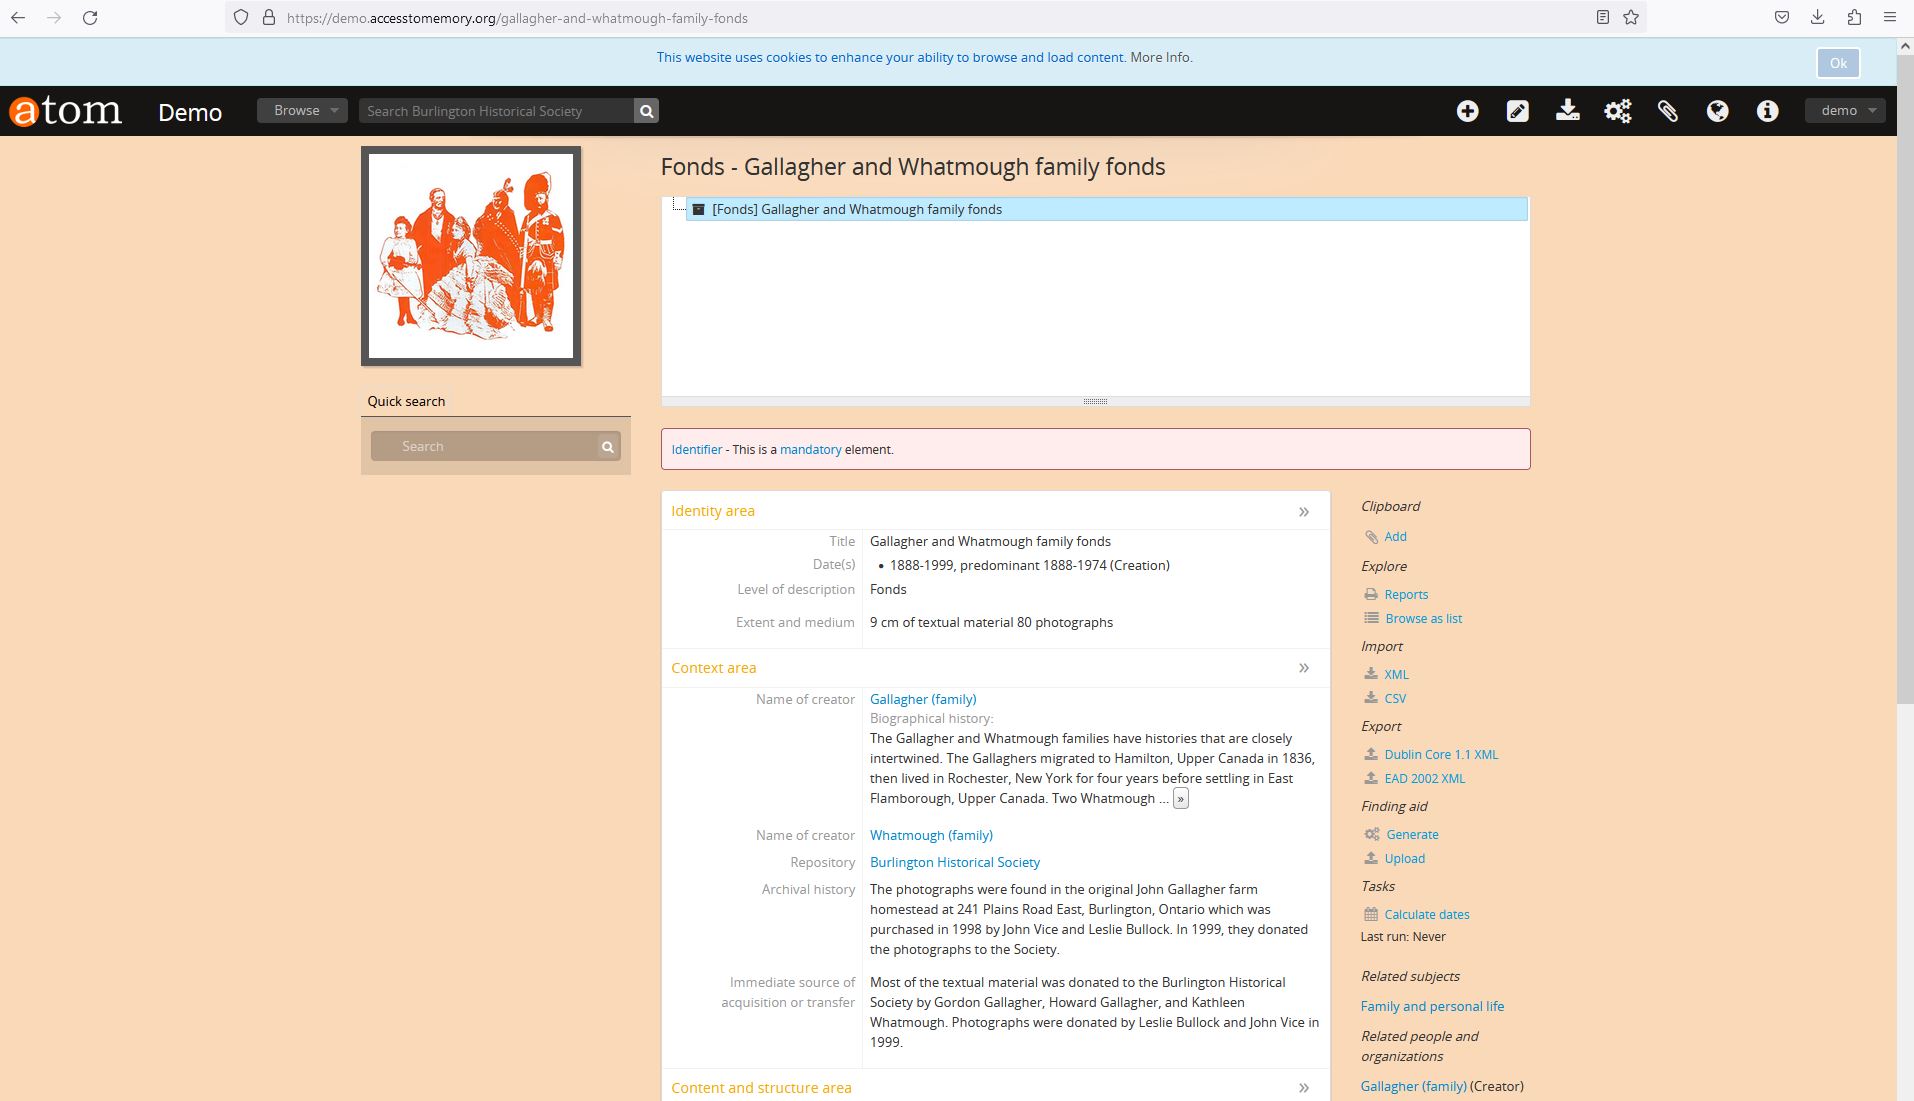 https://demo.accesstomemory.org/gallagher-and-whatmough-family-fonds
This website uses cookies to enhance your ability to browse and load content. More Info.
Ok
atom
Demo
Browse
Search Burlington Historical Society
demo
Fonds - Gallagher and Whatmough family fonds
[Fonds] Gallagher and Whatmough family fonds
Quick search
Search
Identifier - This is a mandatory element.
Identity area
»
Title
Gallagher and Whatmough family fonds
Date(s)
• 1888-1999, predominant 1888-1974 (Creation)
Level of description
Fonds
Extent and medium
9 cm of textual material 80 photographs
Context area
»
Name of creator
Gallagher (family)
Biographical history:
The Gallagher and Whatmough families have histories that are closely
intertwined. The Gallaghers migrated to Hamilton, Upper Canada in 1836,
then lived in Rochester, New York for four years before settling in East
Flamborough, Upper Canada. Two Whatmough ... »
Name of creator
Whatmough (family)
Repository
Burlington Historical Society
Archival history
The photographs were found in the original John Gallagher farm
homestead at 241 Plains Road East, Burlington, Ontario which was
purchased in 1998 by John Vice and Leslie Bullock. In 1999, they donated
the photographs to the Society.
Immediate source of
acquisition or transfer
Most of the textual material was donated to the Burlington Historical
Society by Gordon Gallagher, Howard Gallagher, and Kathleen
Whatmough. Photographs were donated by Leslie Bullock and John Vice in
1999.
Content and structure area
»
Clipboard
Add
Explore
Reports
Browse as list
Import
XML
CSV
Export
Dublin Core 1.1 XML
EAD 2002 XML
Finding aid
Generate
Upload
Tasks
Calculate dates
Last run: Never
Related subjects
Family and personal life
Related people and
organizations
Gallagher (family) (Creator)